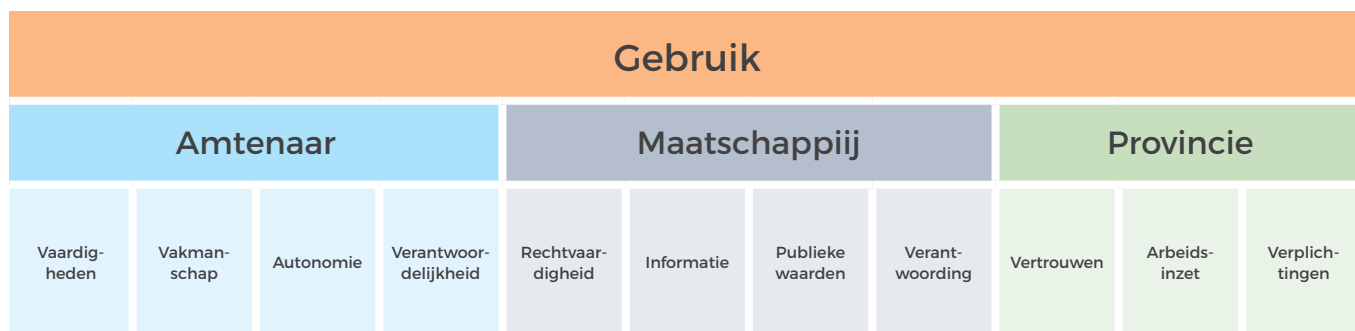 Gebruik
Amtenaar
Maatschappiij
Provincie
Vaardig-
heden
Vakman-
schap
Autonomie
Verantwoor-
delijkheid
Rechtvaar-
digheid
Informatie
Publieke
waarden
Verant-
woording
Vertrouwen
Arbeids-
inzet
Verplich-
tingen